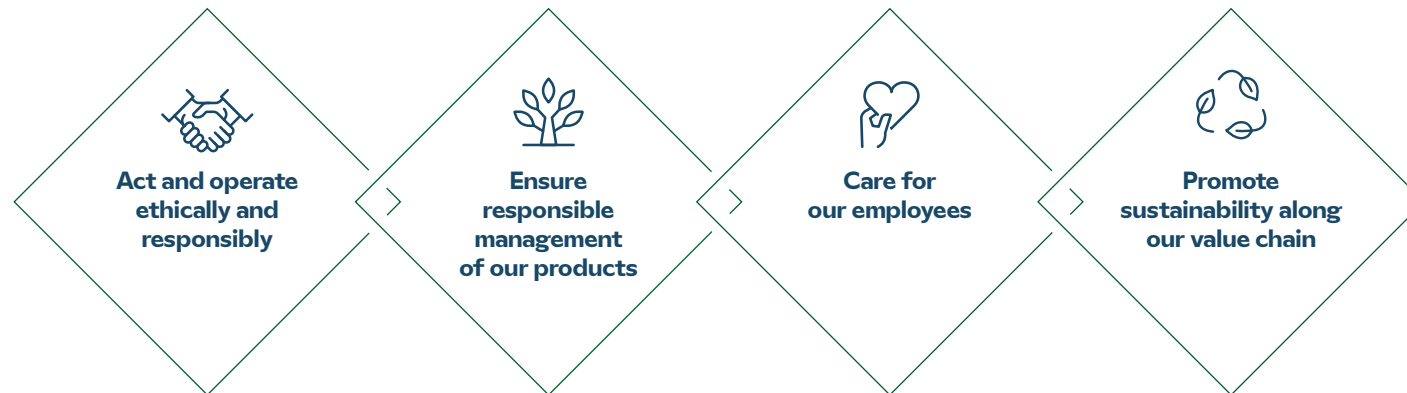 Act and operate
ethically and
responsibly
Ensure
responsible
management
of our products
Care for
our employees
Promote
sustainability along
our value chain